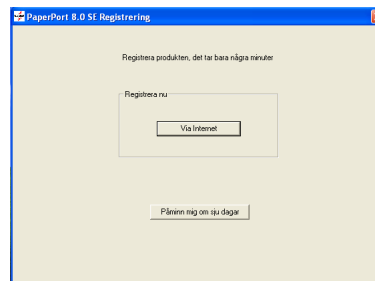 PaperPort 8.0 SE Registrering
Registrera produkten, det tar bara några minuter
Registrera nu
Via Internet
Påminn mig om sju dagar